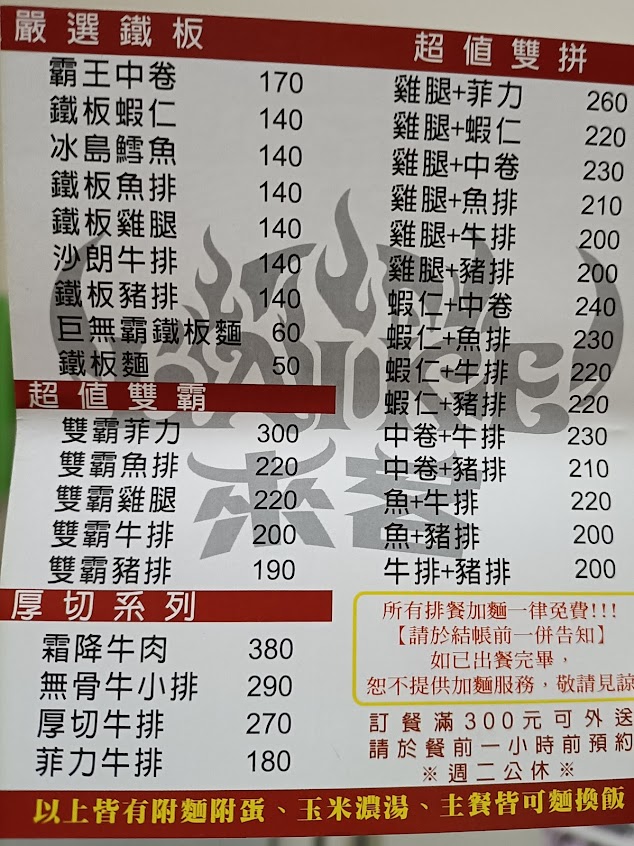 嚴選鐵板
霸王中卷 170
鐵板蝦仁 140
冰島鱈魚 140
鐵板魚排 140
鐵板雞腿 140
沙朗牛排 140
鐵板豬排 140
巨無霸鐵板麵 60
鐵板麵 50
超值雙霸
雙霸菲力 300
雙霸魚排 220
雙霸雞腿 220
雙霸牛排 200
雙霸豬排 190
厚切系列
霜降牛肉 380
無骨牛小排 290
厚切牛排 270
菲力牛排 180
超值雙拼
雞腿+菲力 260
雞腿+蝦仁 220
雞腿+中卷 230
雞腿+魚排 210
雞腿+牛排 200
雞腿+豬排 200
蝦仁+中卷 240
蝦仁+魚排 230
蝦仁+牛排 220
蝦仁+豬排 220
中卷+牛排 230
中卷+豬排 210
魚+牛排 220
魚+豬排 200
牛排+豬排 200
所有排餐加麵一律免費!!!
【請於結帳前一併告知】
如已出餐完畢，
恕不提供加麵服務，敬請見諒
訂餐滿300元可外送
請於餐前一小時前預約
※週二公休※
以上皆有附麵附蛋、玉米濃湯、主餐皆可麵換飯
來客